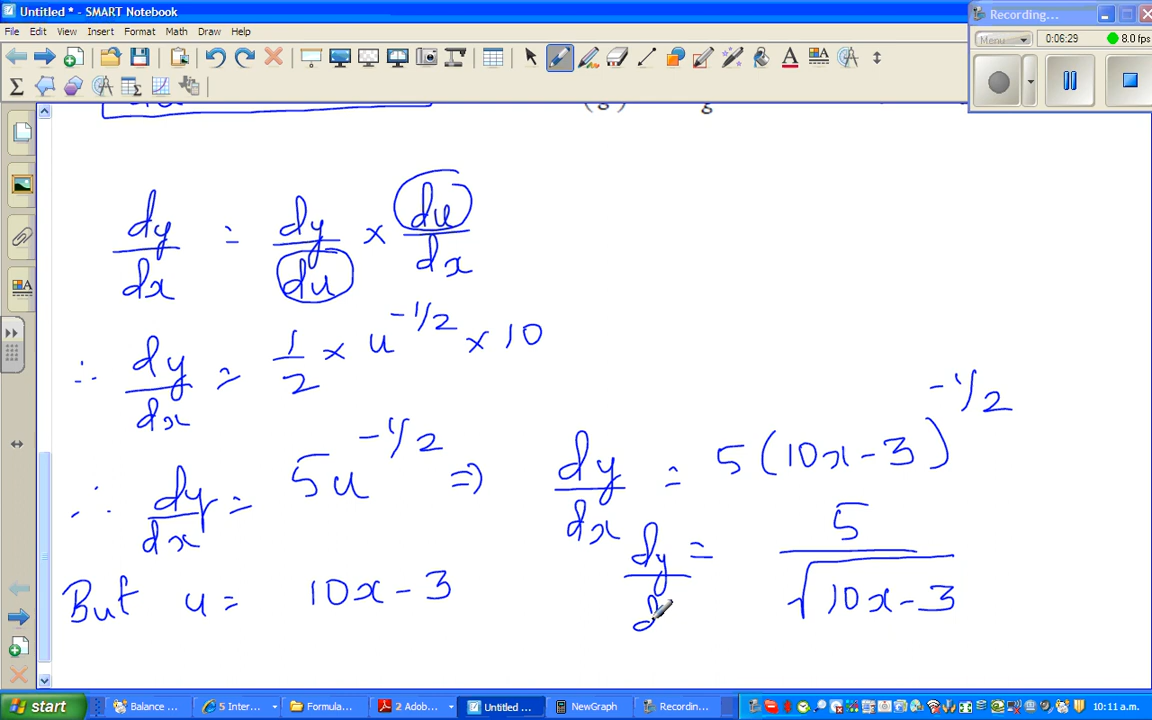 Untitled * - SMART Notebook
File Edit View Insert Format Math Draw Help
Recording...
Menu 0:06:29 8.0 fps
(g) g
dy/dx = dy/du × du/dx
∴ dy/dx = 1/2 × u^-1/2 × 10
∴ dy/dx = 5u^-1/2 => dy/dx = 5(10x-3)^-1/2
But u = 10x-3
dy/d = 5/√10x-3
start Balance ... 5 Inter... Formula... 2 Adob... Untitled ... NewGraph Recordin... 10:11 a.m.